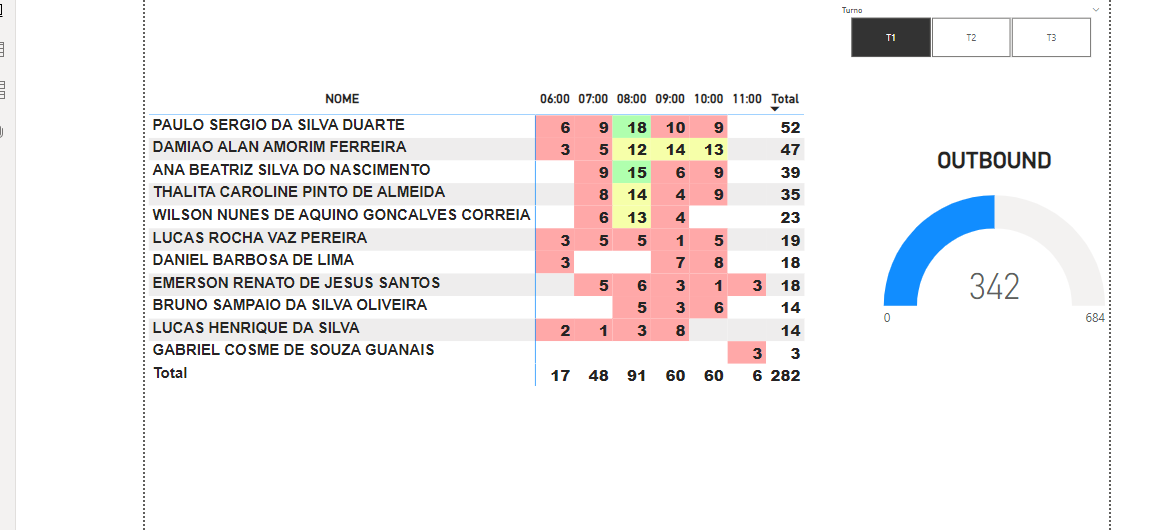 Turno
T1 T2 T3
NOME 06:00 07:00 08:00 09:00 10:00 11:00 Total
PAULO SERGIO DA SILVA DUARTE 6 9 18 10 9 52
DAMIAO ALAN AMORIM FERREIRA 3 5 12 14 13 47
ANA BEATRIZ SILVA DO NASCIMENTO 9 15 6 9 39
THALITA CAROLINE PINTO DE ALMEIDA 8 14 4 9 35
WILSON NUNES DE AQUINO GONCALVES CORREIA 6 13 4 23
LUCAS ROCHA VAZ PEREIRA 3 5 5 1 5 19
DANIEL BARBOSA DE LIMA 3 7 8 18
EMERSON RENATO DE JESUS SANTOS 5 6 3 1 3 18
BRUNO SAMPAIO DA SILVA OLIVEIRA 5 3 6 14
LUCAS HENRIQUE DA SILVA 2 1 3 8 14
GABRIEL COSME DE SOUZA GUANAIS 3 3
Total 17 48 91 60 60 6 282
OUTBOUND
342
0 684